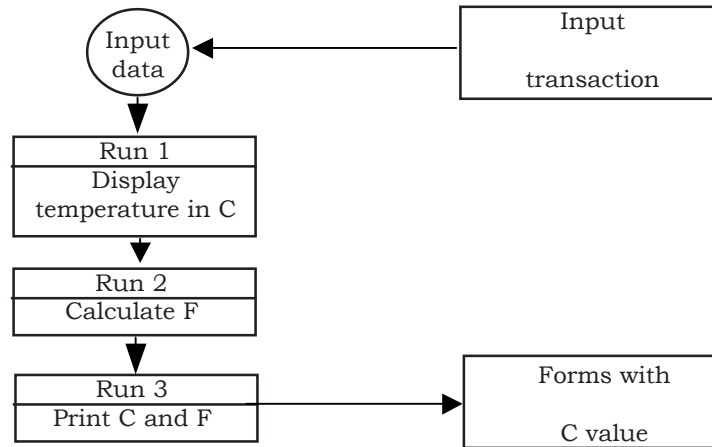 Input
data
Input
transaction
Run 1
Display
temperature in C
Run 2
Calculate F
Run 3
Print C and F
Forms with
C value